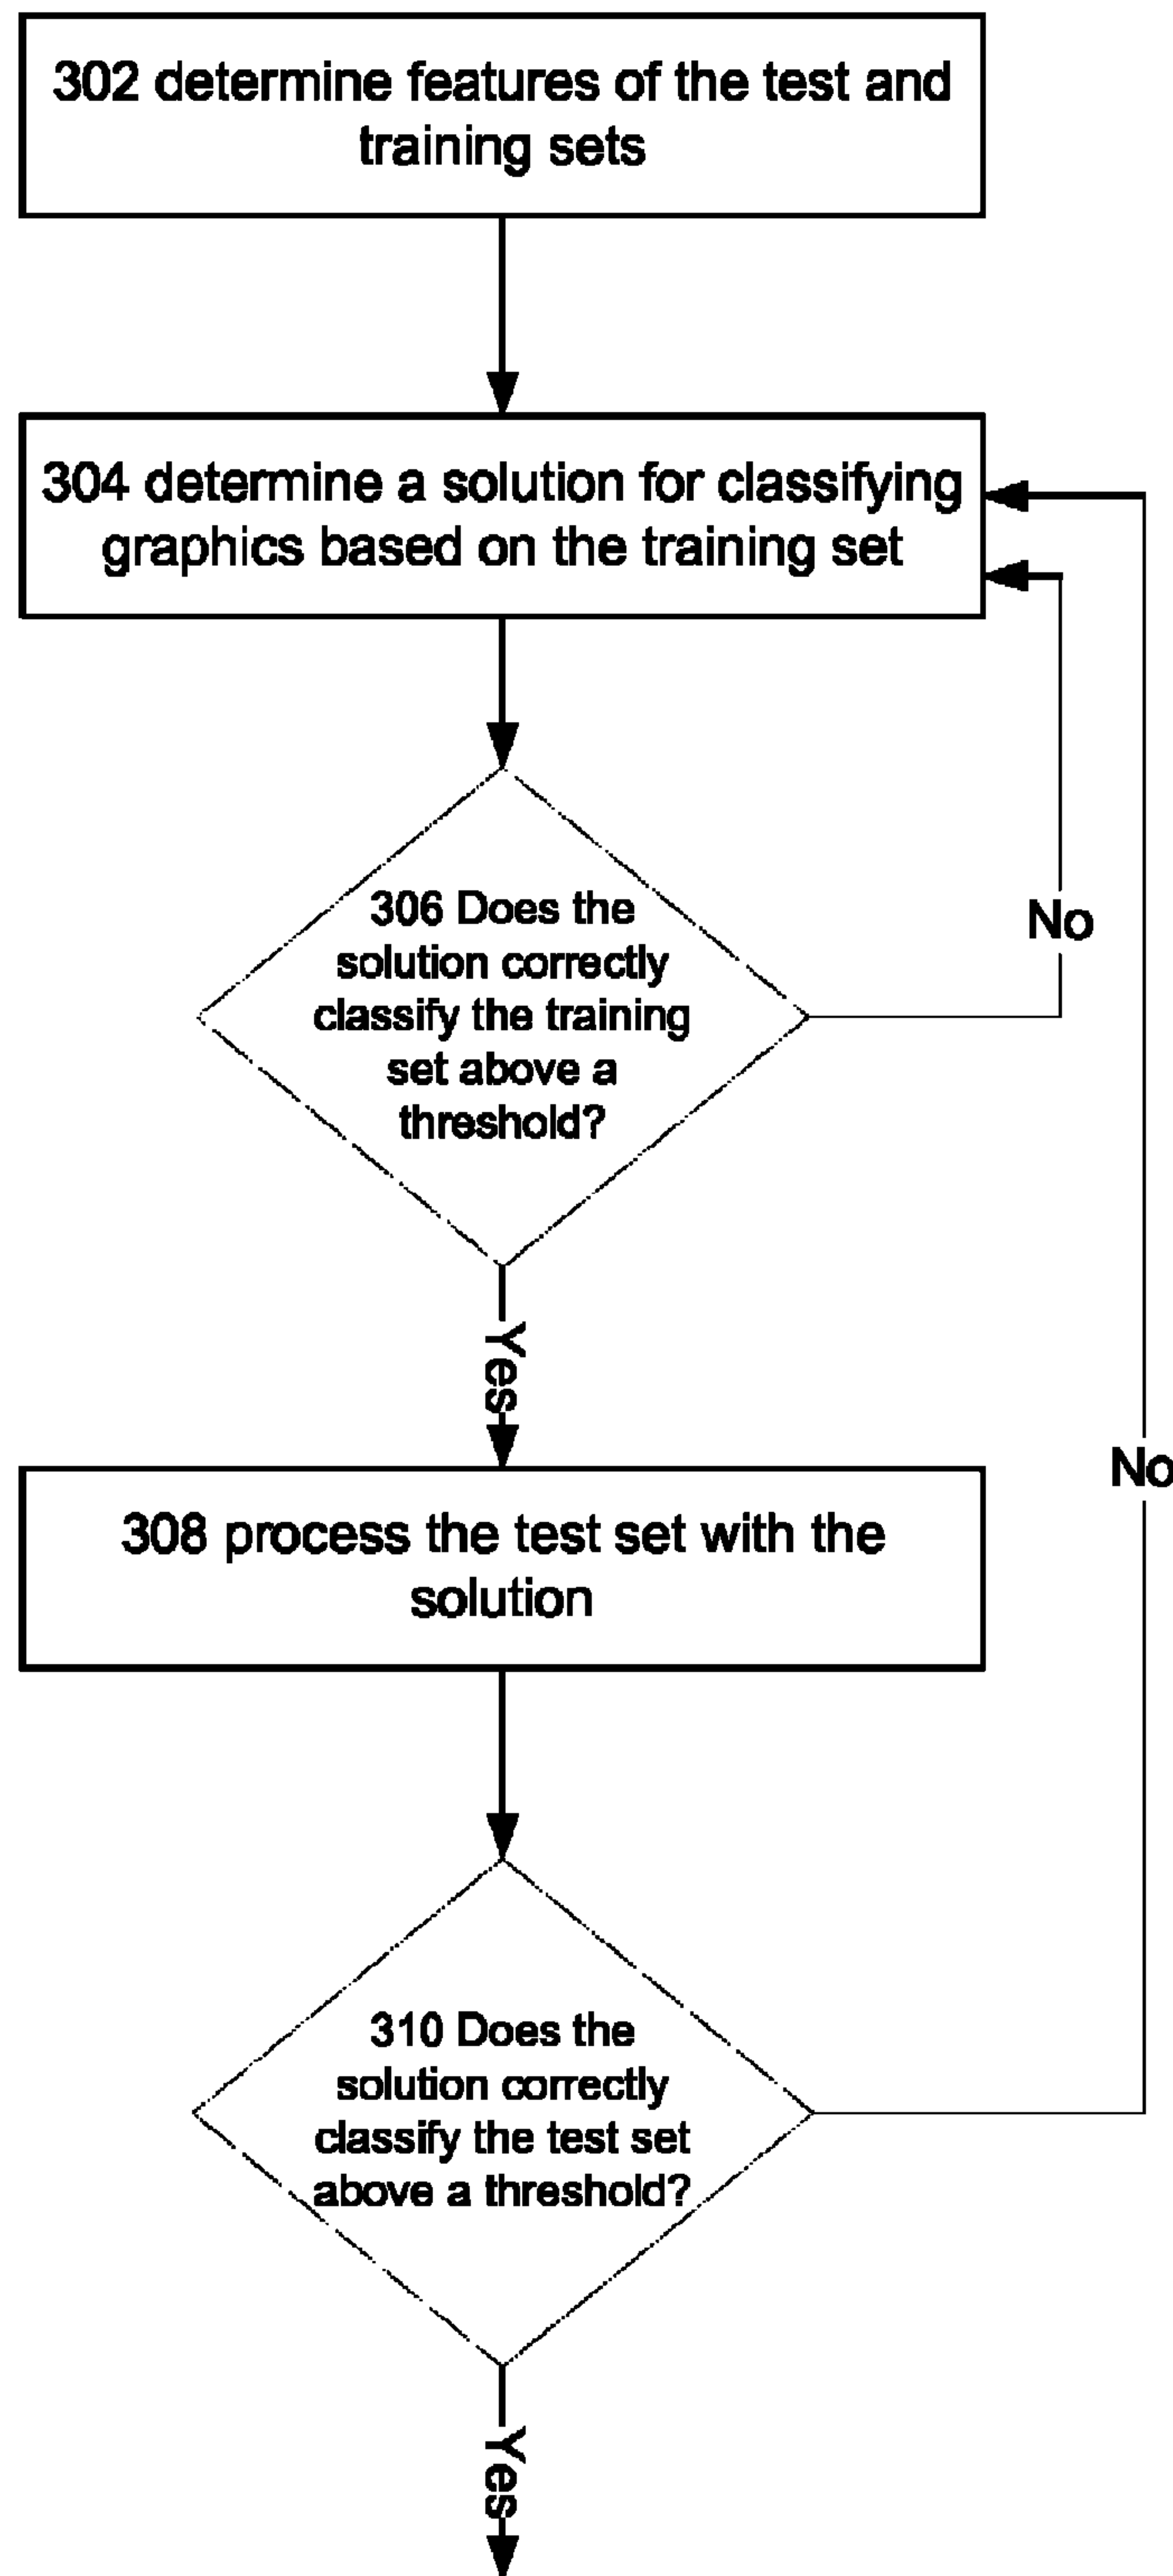 302 determine features of the test and
training sets
304 determine a solution for classifying
graphics based on the training set
306 Does the
solution correctly
classify the training
set above a
threshold?
No
Yes
308 process the test set with the
solution
No
310 Does the
solution correctly
classify the test set
above a threshold?
Yes